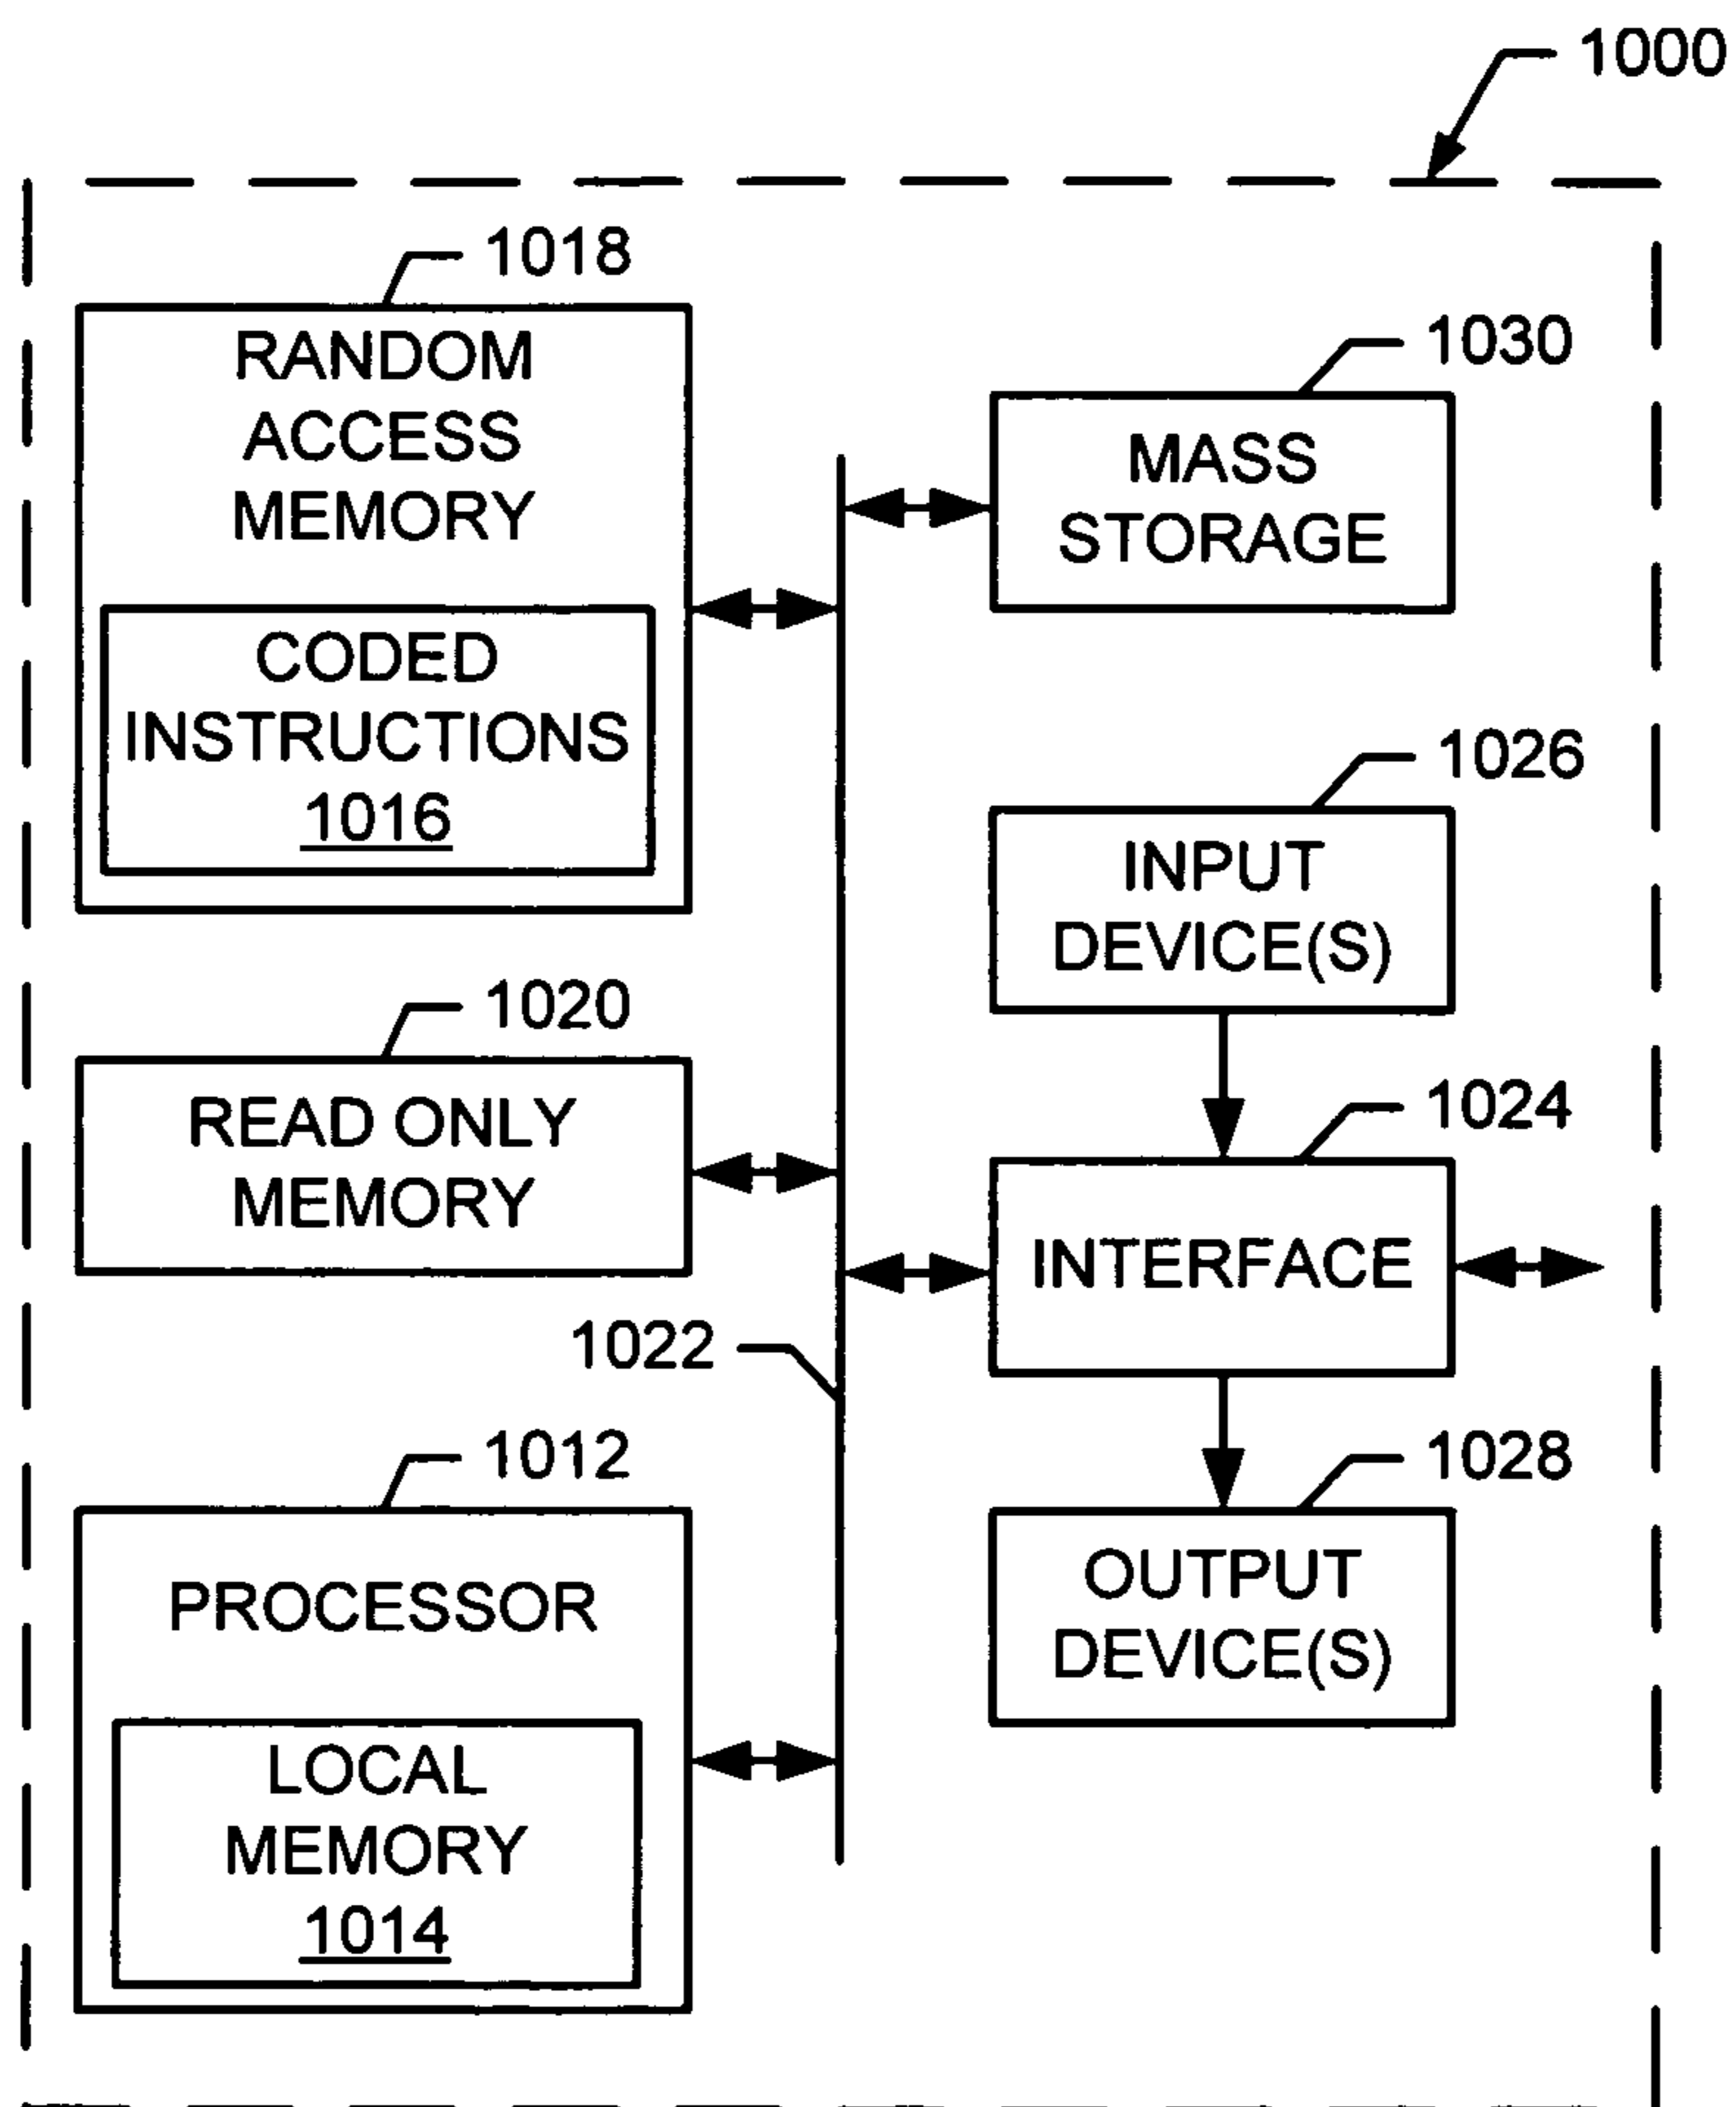 1000
1018
RANDOM
ACCESS
MEMORY
CODED
INSTRUCTIONS
1016
1030
MASS
STORAGE
1026
INPUT
DEVICE(S)
1020
READ ONLY
MEMORY
1024
INTERFACE
1022
1012
PROCESSOR
LOCAL
MEMORY
1014
1028
OUTPUT
DEVICE(S)